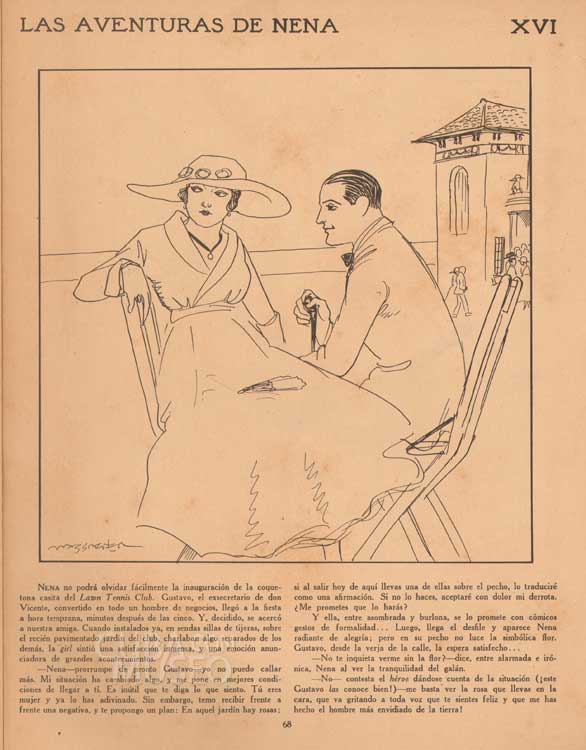 LAS AVENTURAS DE NENA XVI
NENA no podrá olvidar fácilmente la inauguración de la coque-
tona casita del Lawn Tennis Club. Gustavo, el exsecretario de don
Vicente, convertido en todo un hombre de negocios, llegó a la fiesta
a hora temprana, minutos después de las cinco. Y, decidido, se acercó
a nuestra amiga. Cuando instalados ya, en sendas sillas de tijeras, sobre
el recién pavimentado jardín del club, charlaban los dos separados de los
demás, la girl sintió una satisfacción inmensa, y una emoción anun-
ciadora de grandes acontecimientos.
—Nena—prorrumpe de pronto Gustavo—yo no puedo callar
más. Mi situación ha cambiado algo y me pone en mejores condi-
ciones de llegar a tí. Es inútil que te diga lo que siento. Tú eres
mujer y ya lo has adivinado. Sin embargo, temo recibir frente a
frente una negativa, y te propongo un plan: En aquel jardín hay rosas;
si al salir hoy de aquí llevas una de ellas sobre el pecho, lo traduciré
como una afirmación. Si no lo haces, aceptaré con dolor mi derrota.
¿Me prometes que lo harás?
Y ella, entre asombrada y burlona, se lo promete con cómicos
gestos de formalidad... Luego, llega el desfile y aparece Nena
radiante de alegría; pero en su pecho no luce la simbólica flor.
Gustavo, desde la verja de la calle, la espera satisfecho...
—No te inquieta verme sin la flor?—dice, entre alarmada e iró-
nica, Nena al ver la tranquilidad del galán.
—No— contesta el héroe dándose cuenta de la situación (¡este
Gustavo las conoce bien!)—me basta ver la rosa que llevas en la
cara, que va gritando a toda voz que te sientes feliz y que me has
hecho el hombre más envidiado de la tierra!
68